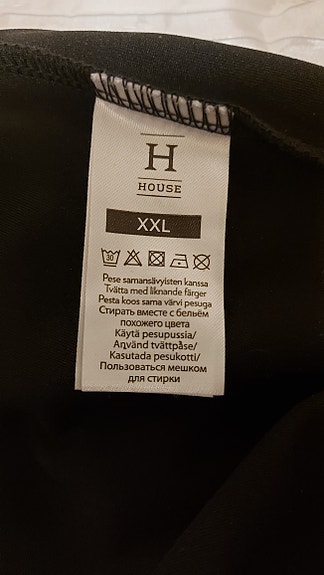 H
HOUSE
XXL
30
Pese samansävyisten kanssa
Tvätta med liknande färger
Pesta koos sama värvi pesuga
Стирать вместе с бельём
похожего цвета
Käytä pesupussia/
Använd tvättpåse/
Kasutada pesukotti/
Пользоваться мешком
для стирки